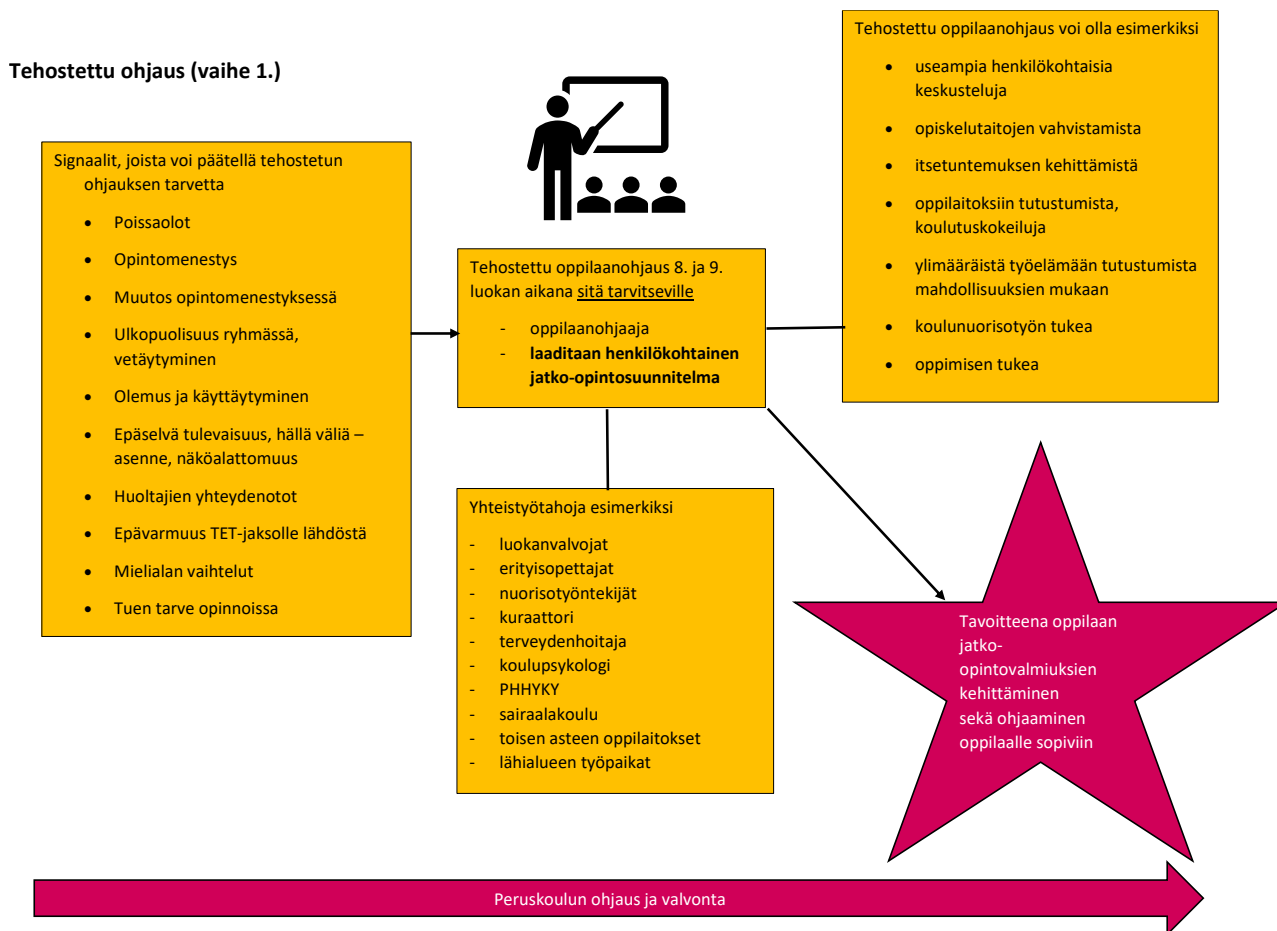 Tehostettu ohjaus (vaihe 1.)
Signaalit, joista voi päätellä tehostetun
ohjauksen tarvetta
• Poissaolot
• Opintomenestys
• Muutos opintomenestyksessä
• Ulkopuolisuus ryhmässä,
vetäytyminen
• Olemus ja käyttäytyminen
• Epäselvä tulevaisuus, hällä väliä –
asenne, näköalattomuus
• Huoltajien yhteydenotot
• Epävarmuus TET-jaksolle lähdöstä
• Mielialan vaihtelut
• Tuen tarve opinnoissa
Tehostettu oppilaanohjaus 8. ja 9.
luokan aikana sitä tarvitseville
- oppilaanohjaaja
- laaditaan henkilökohtainen
jatko-opintosuunnitelma
Yhteistyötahoja esimerkiksi
- luokanvalvojat
- erityisopettajat
- nuorisotyöntekijät
- kuraattori
- terveydenhoitaja
- koulupsykologi
- PHHYKY
- sairaalakoulu
- toisen asteen oppilaitokset
- lähialueen työpaikat
Tehostettu oppilaanohjaus voi olla esimerkiksi
• useampia henkilökohtaisia
keskusteluja
• opiskelutaitojen vahvistamista
• itsetuntemuksen kehittämistä
• oppilaitoksiin tutustumista,
koulutuskokeiluja
• ylimääräistä työelämään tutustumista
mahdollisuuksien mukaan
• koulunuorisotyön tukea
• oppimisen tukea
Tavoitteena oppilaan
jatko-
opintovalmiuksien
kehittäminen
sekä ohjaaminen
oppilaalle sopiviin
Peruskoulun ohjaus ja valvonta